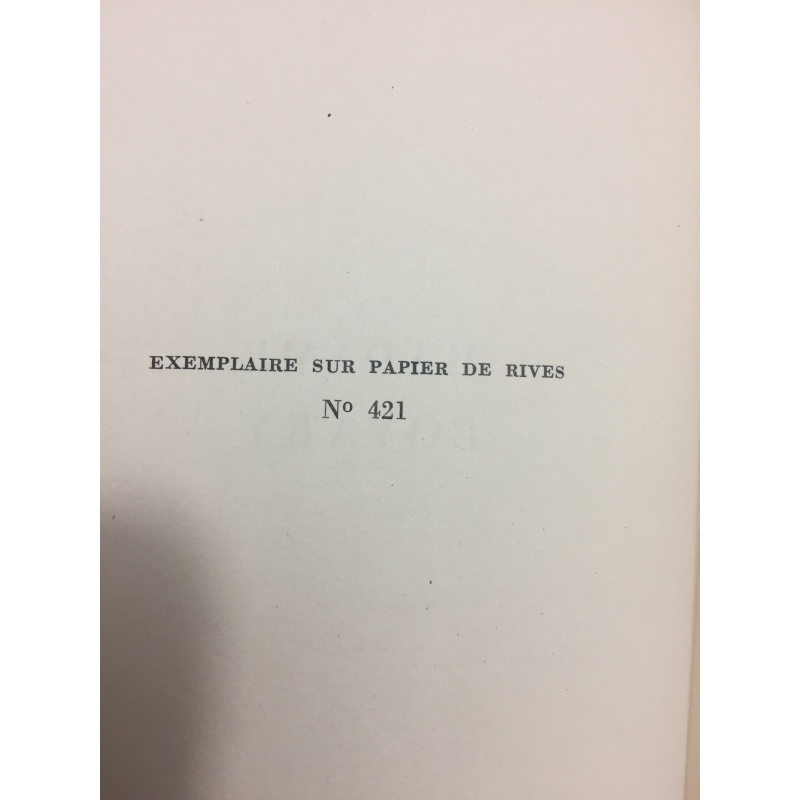 EXEMPLAIRE SUR PAPIER DE RIVES
Nº 421